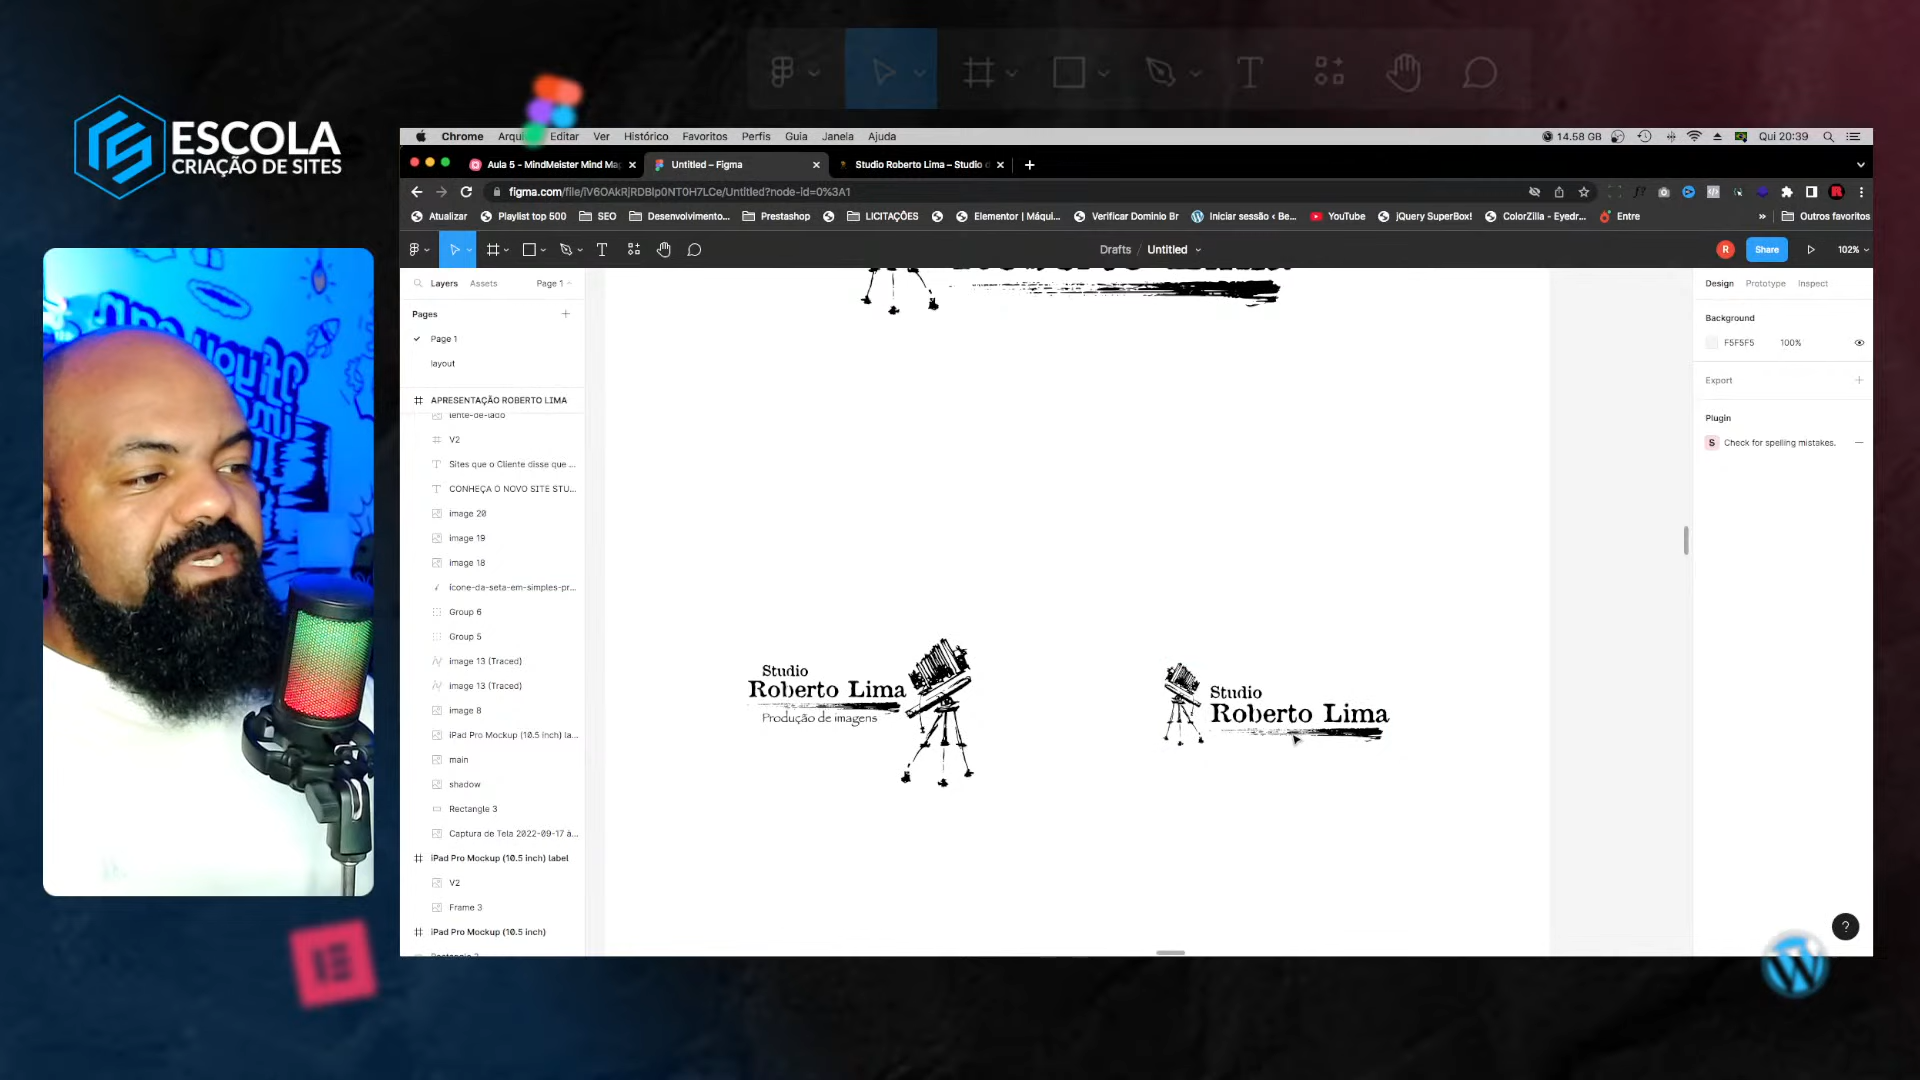 ESCOLA
CRIAÇÃO DE SITES
Chrome Arqui Editar Ver Histórico Favoritos Perfis Guia Janela Ajuda
14.58 GB Qui 20:39
Aula 5 - MindMeister Mind Ma
Untitled – Figma
Studio Roberto Lima – Studio d
figma.com/file/
/Untitled?node-id=0%3A1
Atualizar Playlist top 500 SEO Desenvolvimento... Prestashop LICITAÇÕES Elementor | Máqui... Verificar Dominio Br Iniciar sessão ‹ Be... YouTube jQuery SuperBox! ColorZilla - Eyedr... Entre » Outros favoritos
Drafts / Untitled
R Share 102%
Layers Assets Page 1
Pages
Page 1
layout
APRESENTAÇÃO ROBERTO LIMA
lente-de-lado
V2
Sites que o Cliente disse que ...
CONHEÇA O NOVO SITE STU...
image 20
image 19
image 18
ícone-da-seta-em-simples-pr...
Group 6
Group 5
image 13 (Traced)
image 13 (Traced)
image 8
iPad Pro Mockup (10.5 inch) la...
main
shadow
Rectangle 3
Captura de Tela 2022-09-17 à...
iPad Pro Mockup (10.5 inch) label
V2
Frame 3
iPad Pro Mockup (10.5 inch)
Studio
Roberto Lima
Produção de imagens
Studio
Roberto Lima
Design Prototype Inspect
Background
F5F5F5 100%
Export
Plugin
S Check for spelling mistakes.
?